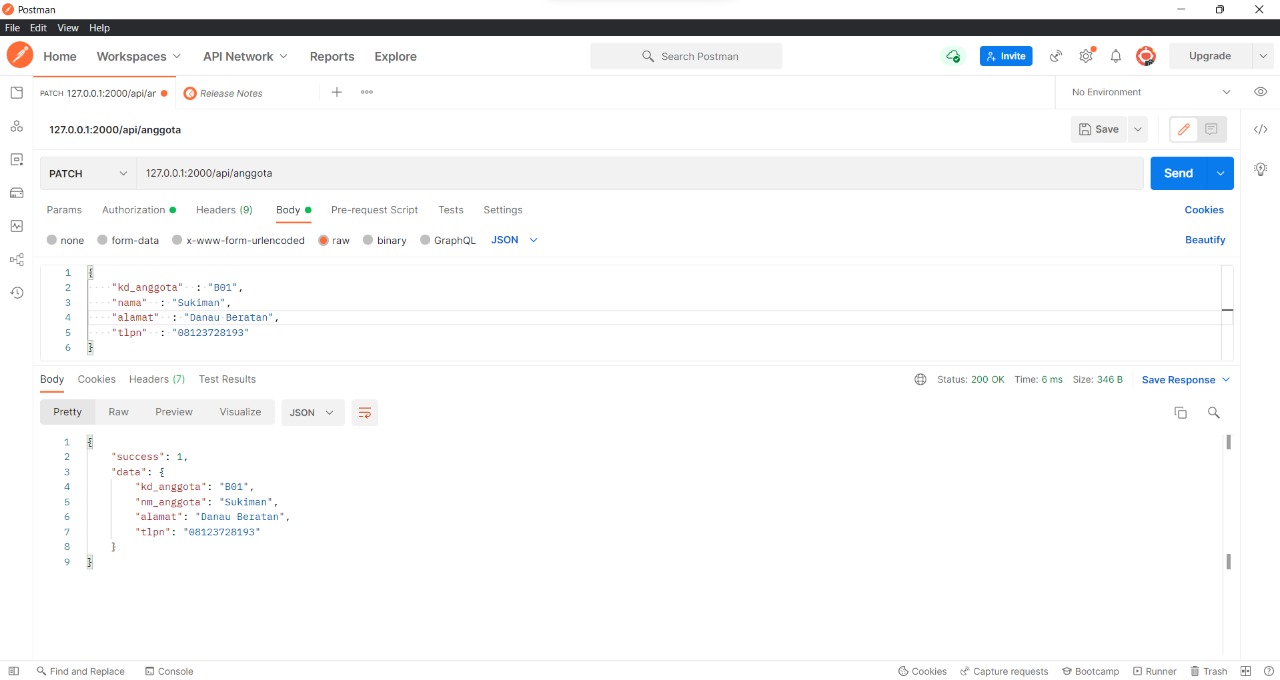 Postman
File Edit View Help
Home Workspaces API Network Reports Explore Search Postman Invite Upgrade
PATCH 127.0.0.1:2000/api/ar Release Notes No Environment
127.0.0.1:2000/api/anggota Save
PATCH 127.0.0.1:2000/api/anggota Send
Params Authorization Headers (9) Body Pre-request Script Tests Settings Cookies
none form-data x-www-form-urlencoded raw binary GraphQL JSON Beautify
1 {
2 "kd_anggota" : "B01",
3 "nama" : "Sukiman",
4 "alamat" : "Danau Beratan",
5 "tlpn" : "08123728193"
6 }
Body Cookies Headers (7) Test Results Status: 200 OK Time: 6 ms Size: 346 B Save Response
Pretty Raw Preview Visualize JSON
1 {
2 "success": 1,
3 "data": {
4 "kd_anggota": "B01",
5 "nm_anggota": "Sukiman",
6 "alamat": "Danau Beratan",
7 "tlpn": "08123728193"
8 }
9 }
Find and Replace Console Cookies Capture requests Bootcamp Runner Trash